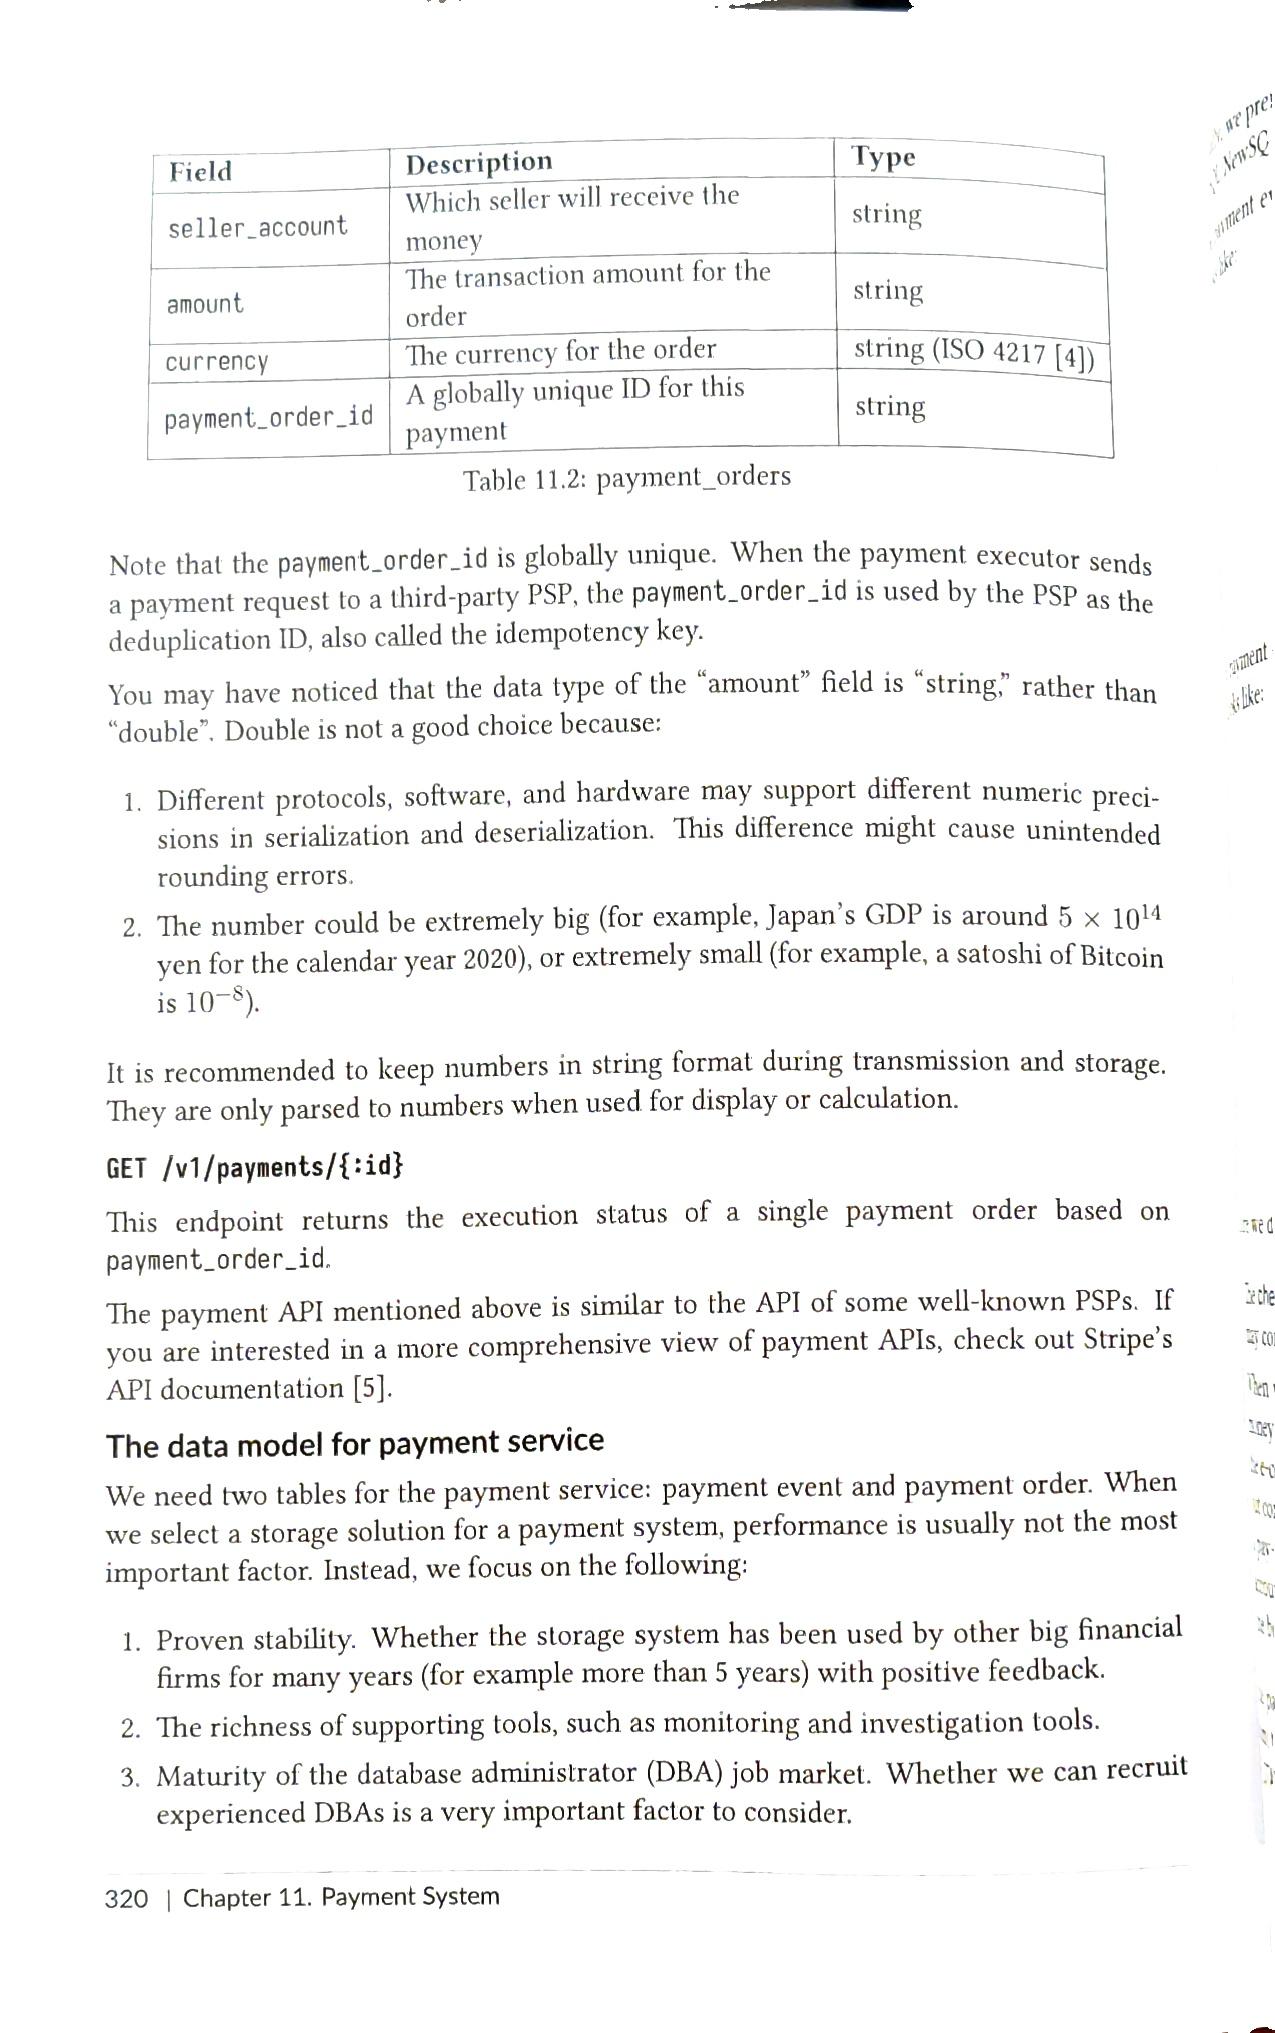 Field Description Type
seller_account Which seller will receive the money string
amount The transaction amount for the order string
currency The currency for the order string (ISO 4217 [4])
payment_order_id A globally unique ID for this payment string
Table 11.2: payment_orders
Note that the payment_order_id is globally unique. When the payment executor sends
a payment request to a third-party PSP, the payment_order_id is used by the PSP as the
deduplication ID, also called the idempotency key.
You may have noticed that the data type of the “amount” field is “string,” rather than
“double”. Double is not a good choice because:
1. Different protocols, software, and hardware may support different numeric preci-
sions in serialization and deserialization. This difference might cause unintended
rounding errors.
2. The number could be extremely big (for example, Japan’s GDP is around 5 × 10¹⁴
yen for the calendar year 2020), or extremely small (for example, a satoshi of Bitcoin
is 10⁻⁸).
It is recommended to keep numbers in string format during transmission and storage.
They are only parsed to numbers when used for display or calculation.
GET /v1/payments/{:id}
This endpoint returns the execution status of a single payment order based on
payment_order_id.
The payment API mentioned above is similar to the API of some well-known PSPs. If
you are interested in a more comprehensive view of payment APIs, check out Stripe’s
API documentation [5].
The data model for payment service
We need two tables for the payment service: payment event and payment order. When
we select a storage solution for a payment system, performance is usually not the most
important factor. Instead, we focus on the following:
1. Proven stability. Whether the storage system has been used by other big financial
firms for many years (for example more than 5 years) with positive feedback.
2. The richness of supporting tools, such as monitoring and investigation tools.
3. Maturity of the database administrator (DBA) job market. Whether we can recruit
experienced DBAs is a very important factor to consider.
320 | Chapter 11. Payment System